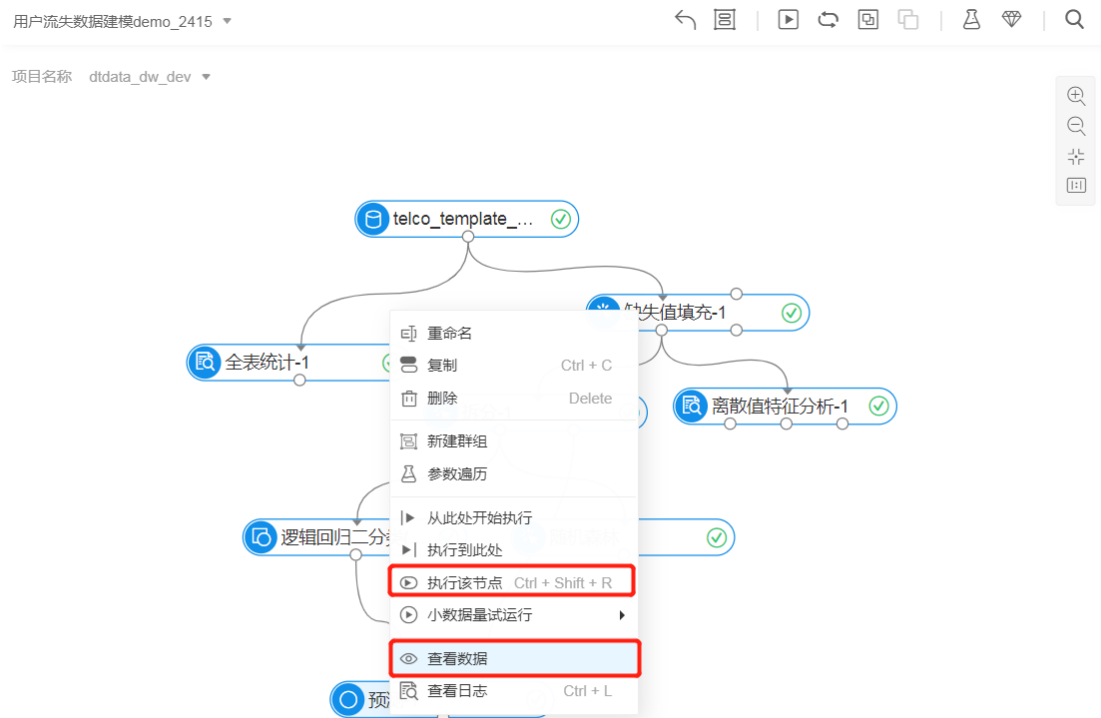 用户流失数据建模demo_2415
项目名称 dtdata_dw_dev
telco_template_...
缺失值填充-1
全表统计-1
离散值特征分析-1
逻辑回归二分类
预测
重命名
复制 Ctrl + C
删除 Delete
新建群组
参数遍历
从此处开始执行
执行到此处
执行该节点 Ctrl + Shift + R
小数据量试运行
查看数据
查看日志 Ctrl + L